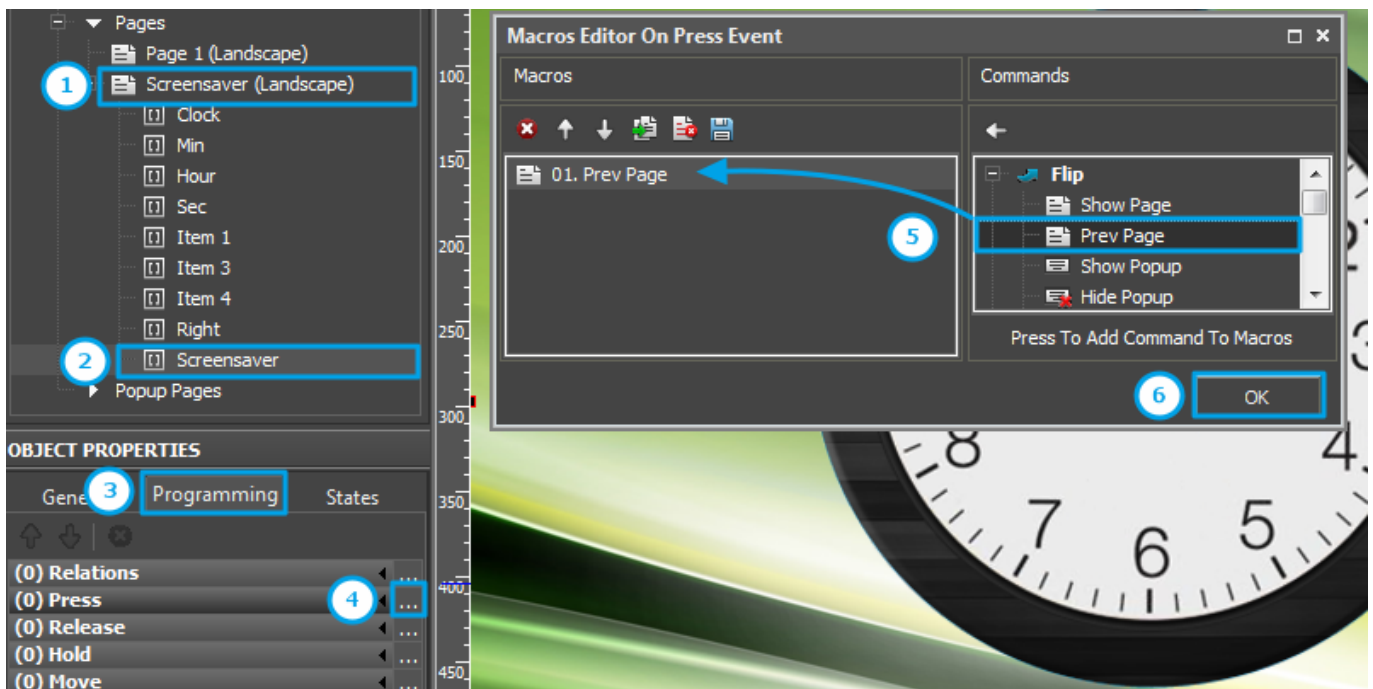 Pages
Page 1 (Landscape)
1
Screensaver (Landscape)
Clock
Min
Hour
Sec
Item 1
Item 3
Item 4
Right
2
Screensaver
Popup Pages
OBJECT PROPERTIES
Gene
3
Programming
States
(0) Relations
...
(0) Press
4
...
(0) Release
...
(0) Hold
...
(0) Move
...
100
150
200
250
300
350
400
450
Macros Editor On Press Event
Macros
Commands
01. Prev Page
Flip
Show Page
5
Prev Page
Show Popup
Hide Popup
Press To Add Command To Macros
6
OK
8
4
7
6
5